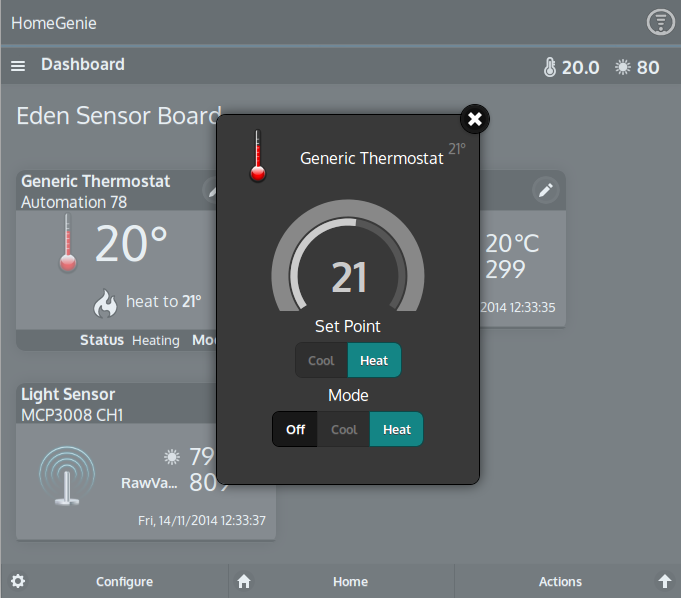 HomeGenie
Dashboard
20.0
80
Eden Sensor Board
Generic Thermostat
Automation 78
20°
heat to 21°
Status Heating
20°C
299
2014 12:33:35
Generic Thermostat 21°
21
Set Point
Cool Heat
Mode
Off Cool Heat
Light Sensor
MCP3008 CH1
79
RawVa...
Fri, 14/11/2014 12:33:37
Configure
Home
Actions